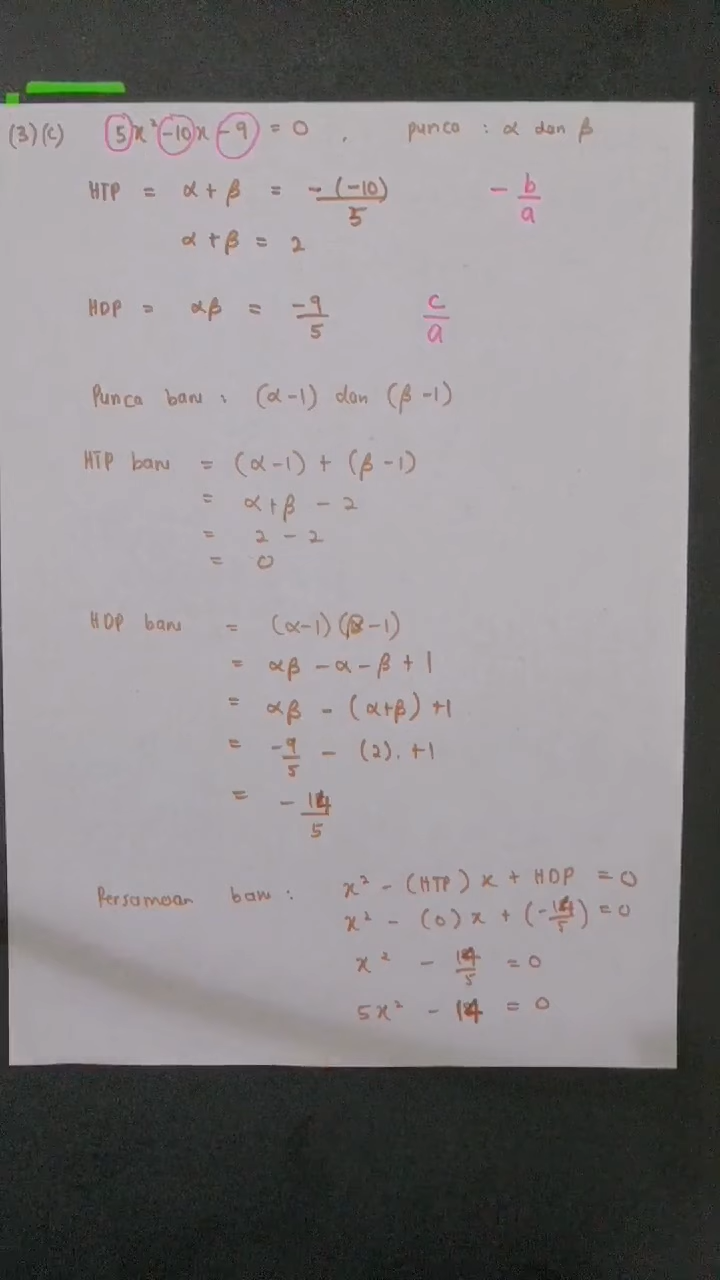 (3)(c) 5x² -10x -9 = 0 , punca : α dan β
HTP = α + β = -(-10)/5 - b/a
α + β = 2
HDP = αβ = -9/5 c/a
Punca baru : (α-1) dan (β-1)
HTP baru = (α-1) + (β-1)
= α+β - 2
= 2 - 2
= 0
HDP baru = (α-1)(β-1)
= αβ - α - β + 1
= αβ - (α+β) +1
= -9/5 - (2). +1
= - 14/5
Persamaan baru : x² - (HTP) x + HDP = 0
x² - (0) x + (-14/5) = 0
x² - 14/5 = 0
5x² - 14 = 0